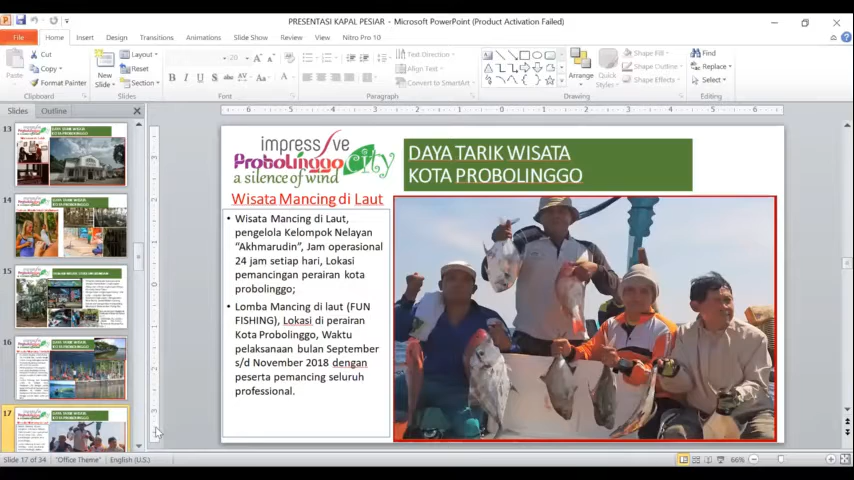 PRESENTASI KAPAL PESIAR - Microsoft PowerPoint (Product Activation Failed)
File Home Insert Design Transitions Animations Slide Show Review View Nitro Pro 10
Cut
Copy
Format Painter
Paste
Clipboard
New
Slide
Layout
Reset
Section
Slides
Font
Paragraph
Text Direction
Align Text
Convert to SmartArt
Arrange
Quick
Styles
Shape Fill
Shape Outline
Shape Effects
Drawing
Find
Replace
Select
Editing
Slides Outline
13
14
15
16
17
impressive
Probolinggo City
a silence of wind
DAYA TARIK WISATA
KOTA PROBOLINGGO
Wisata Mancing di Laut
• Wisata Mancing di Laut,
pengelola Kelompok Nelayan
“Akhmarudin”, Jam operasional
24 jam setiap hari, Lokasi
pemancingan perairan kota
probolinggo;
• Lomba Mancing di laut (FUN
FISHING), Lokasi di perairan
Kota Probolinggo, Waktu
pelaksanaan bulan September
s/d November 2018 dengan
peserta pemancing seluruh
professional.
Slide 17 of 34 "Office Theme" English (U.S.) 66%